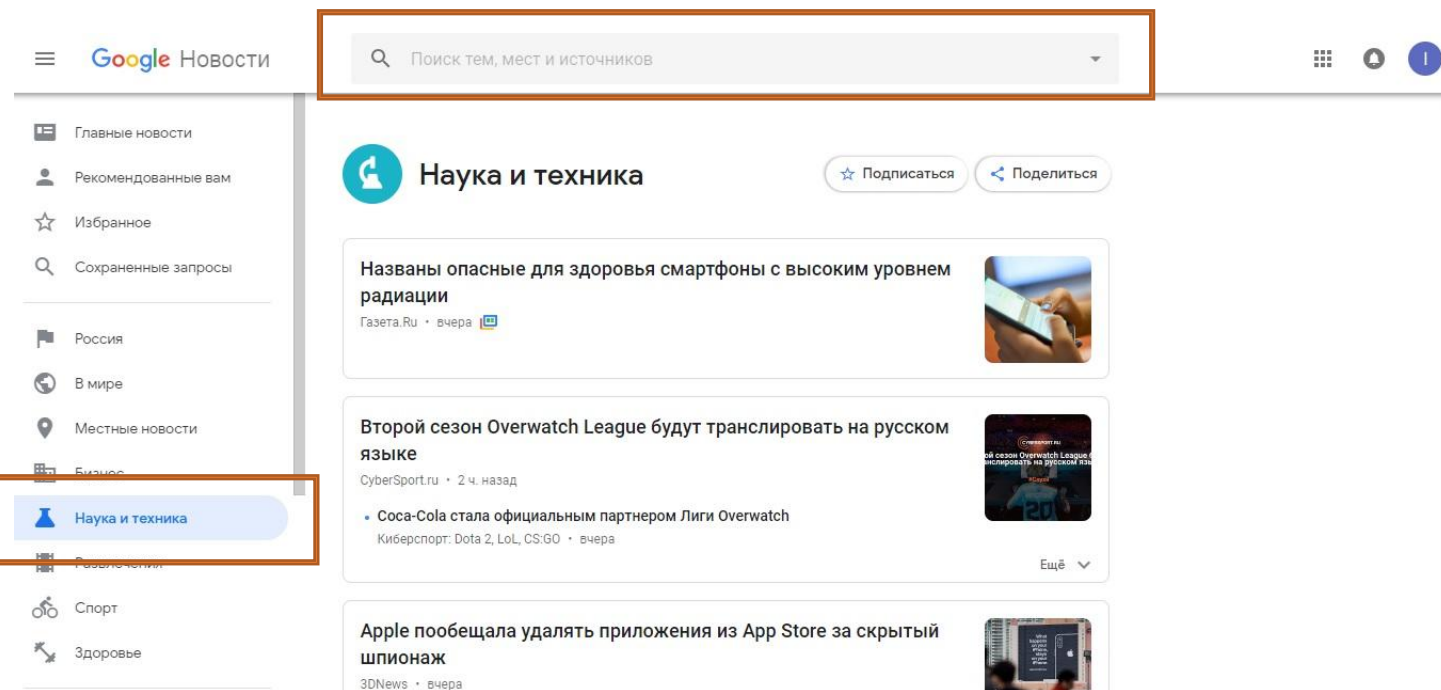 Google Новости
Поиск тем, мест и источников
I
Главные новости
Рекомендованные вам
Избранное
Сохраненные запросы
Россия
В мире
Местные новости
Бизнес
Наука и техника
Развлечения
Спорт
Здоровье
Наука и техника
Подписаться
Поделиться
Названы опасные для здоровья смартфоны с высоким уровнем
радиации
Газета.Ru • вчера
Второй сезон Overwatch League будут транслировать на русском
языке
CyberSport.ru • 2 ч. назад
• Coca-Cola стала официальным партнером Лиги Overwatch
Киберспорт: Dota 2, LoL, CS:GO • вчера
Ещё
Apple пообещала удалять приложения из App Store за скрытый
шпионаж
3DNews • вчера